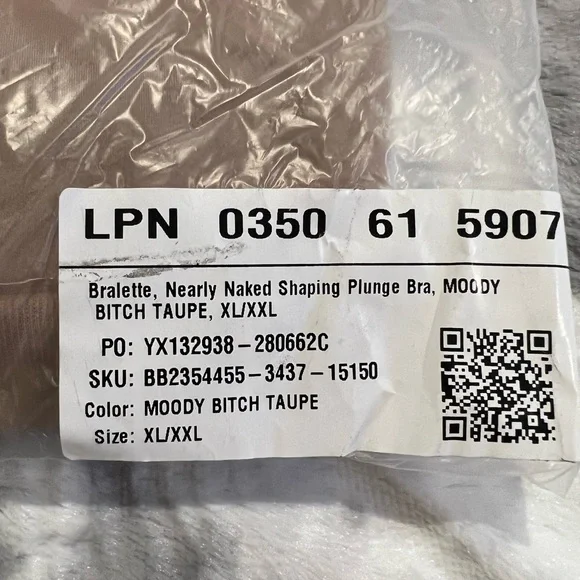 LPN 0350 61 5907
Bralette, Nearly Naked Shaping Plunge Bra, MOODY
BITCH TAUPE, XL/XXL
PO: YX132938-280662C
SKU: BB2354455-3437-15150
Color: MOODY BITCH TAUPE
Size: XL/XXL